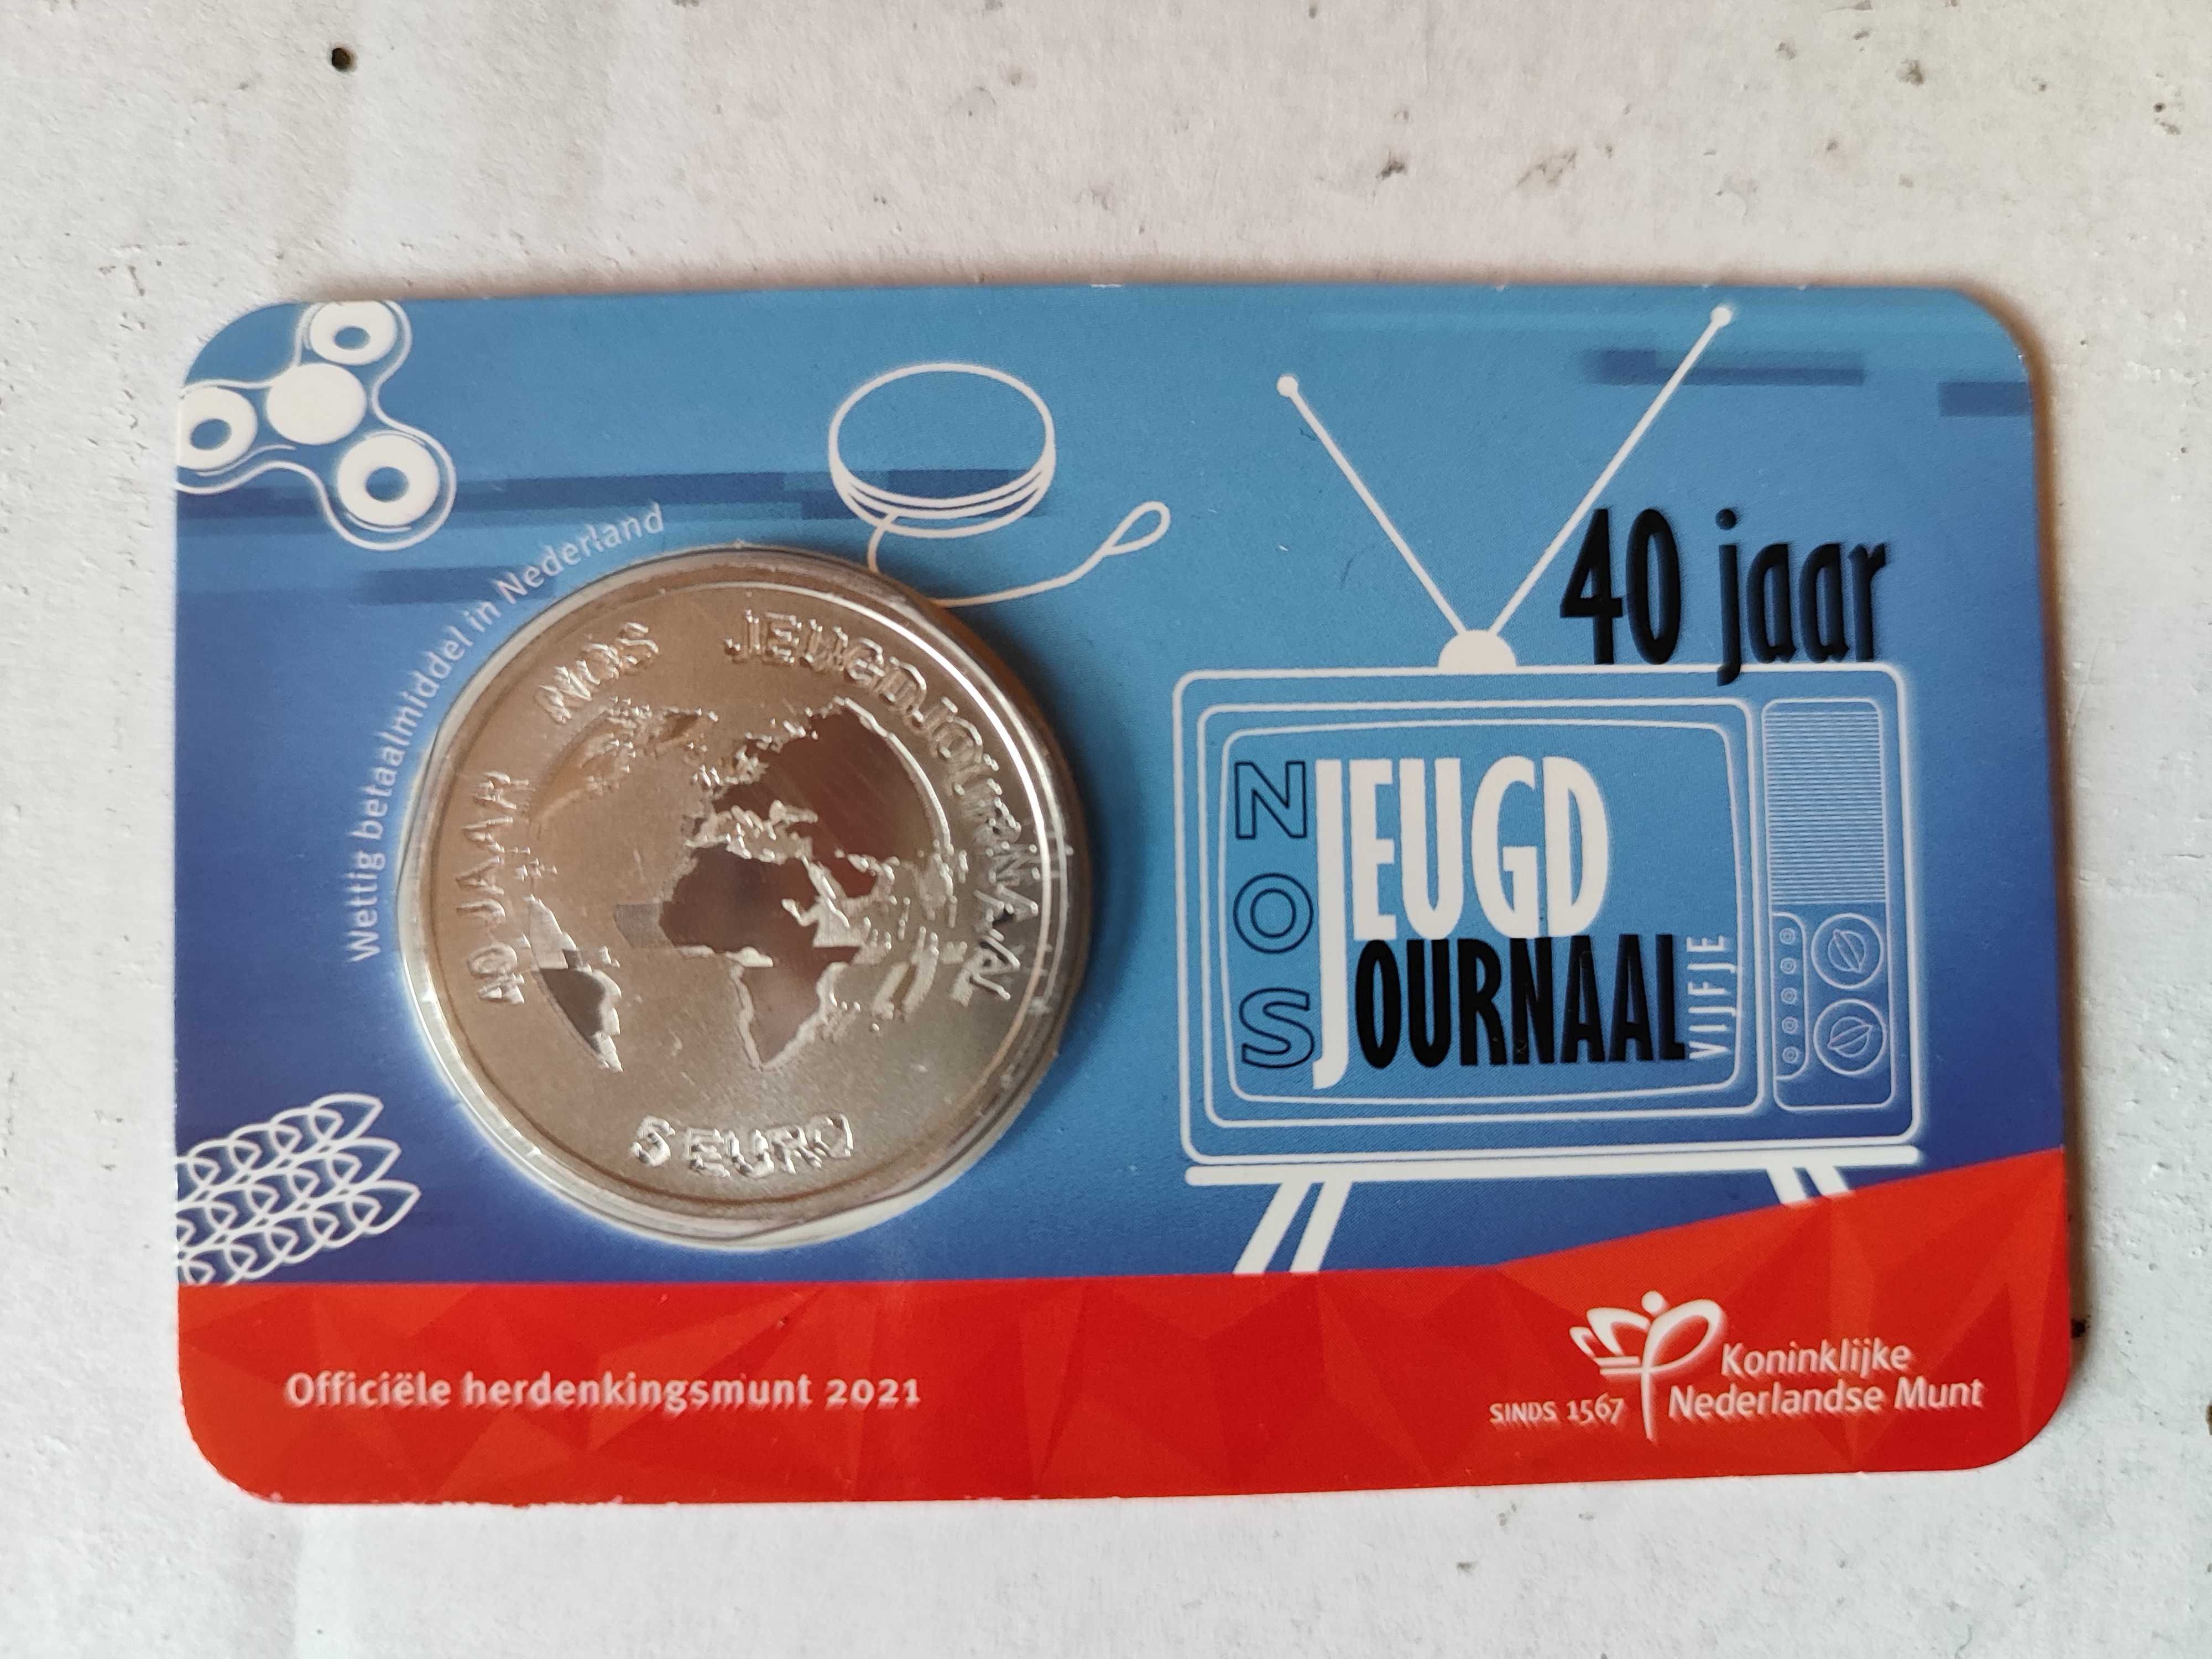 Wettig betaalmiddel in Nederland
40 JAAR NOS JEUGDJOURNAAL
5 EURO
40 jaar
NOS
JEUGD
JOURNAAL
VIJFJE
Officiële herdenkingsmunt 2021
SINDS 1567
Koninklijke
Nederlandse Munt